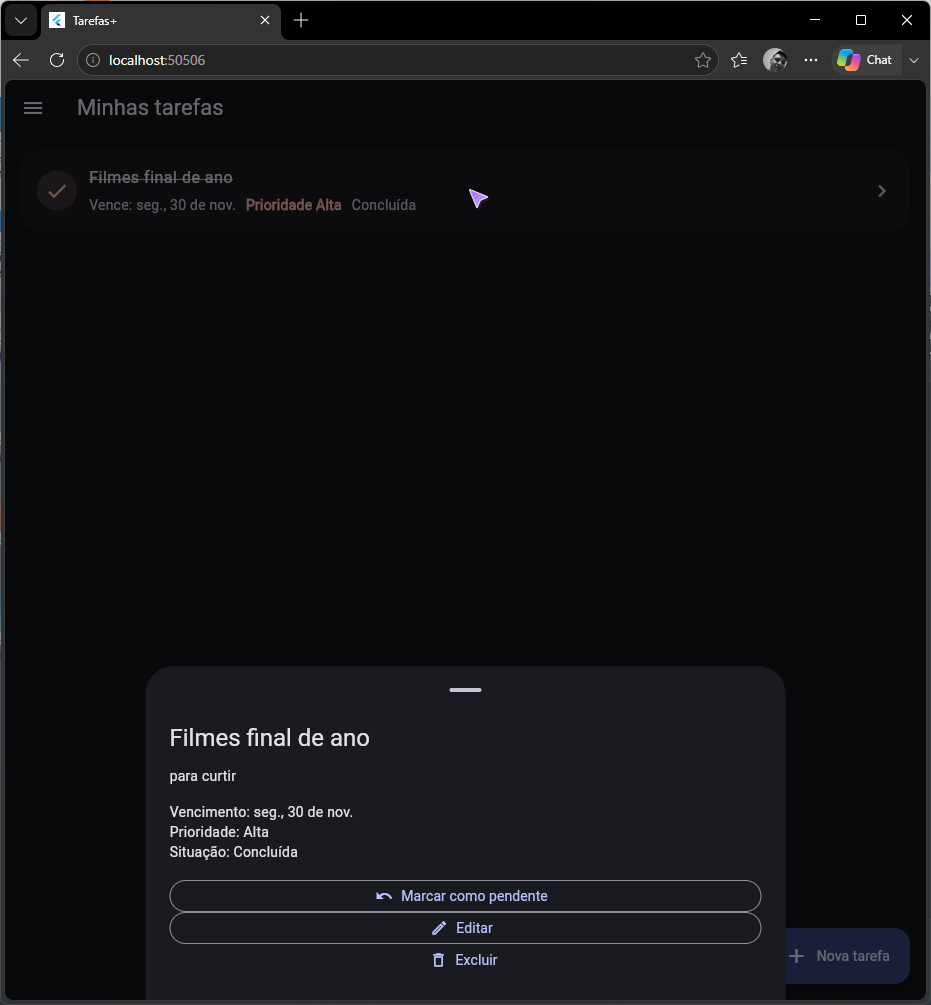 Tarefas+
localhost:50506
Chat
Minhas tarefas
Filmes final de ano
Vence: seg., 30 de nov. Prioridade Alta Concluída
Filmes final de ano
para curtir
Vencimento: seg., 30 de nov.
Prioridade: Alta
Situação: Concluída
Marcar como pendente
Editar
Excluir
Nova tarefa